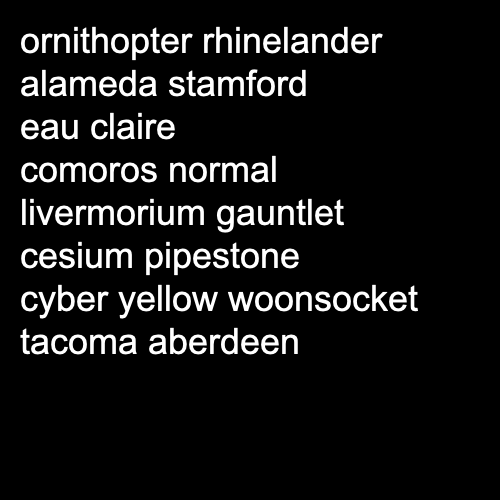 ornithopter rhinelander
alameda stamford
eau claire
comoros normal
livermorium gauntlet
cesium pipestone
cyber yellow woonsocket
tacoma aberdeen